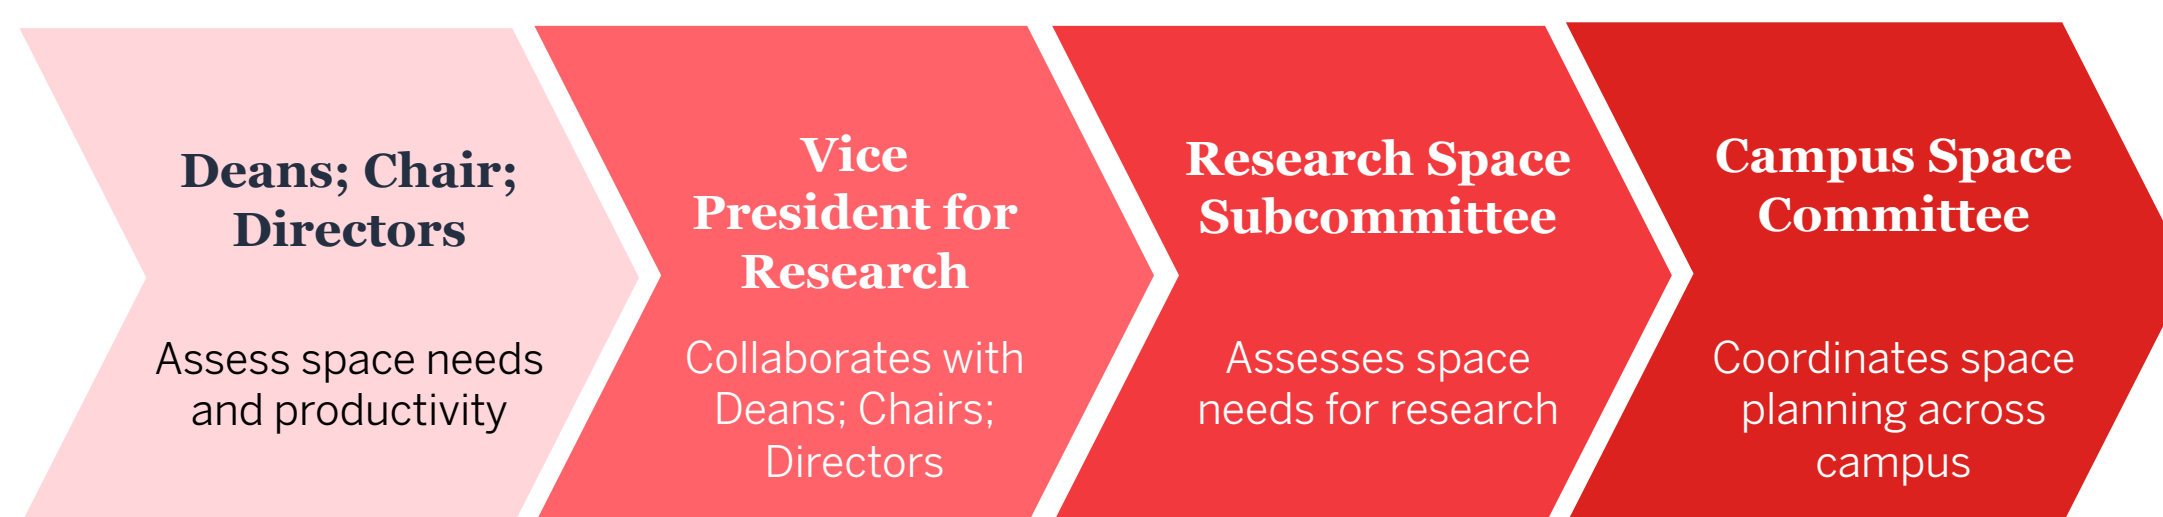 Deans; Chair;
Directors
Assess space needs
and productivity
Vice
President for
Research
Collaborates with
Deans; Chairs;
Directors
Research Space
Subcommittee
Assesses space
needs for research
Campus Space
Committee
Coordinates space
planning across
campus